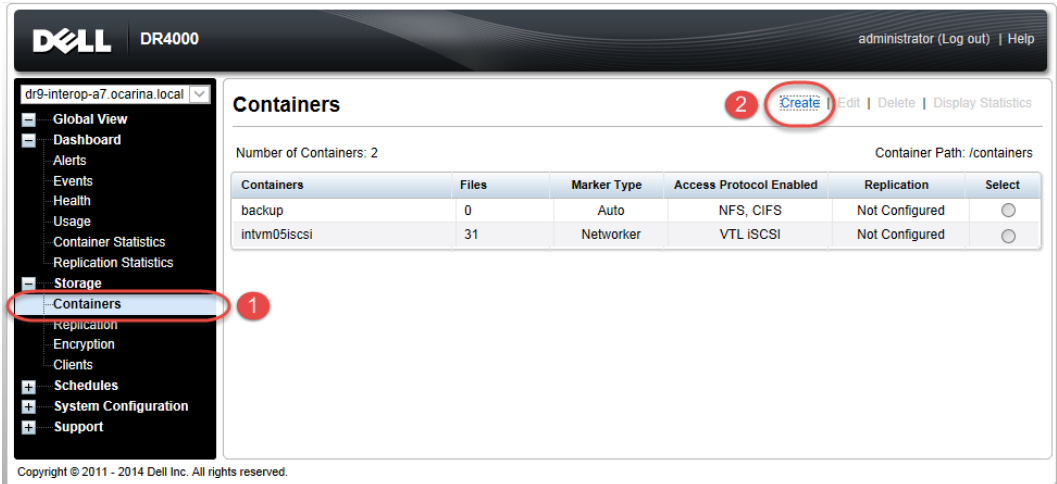 DELL DR4000 administrator (Log out) | Help
dr9-interop-a7.ocarina.local
Global View
Dashboard
Alerts
Events
Health
Usage
Container Statistics
Replication Statistics
Storage
Containers
Replication
Encryption
Clients
Schedules
System Configuration
Support
1
Containers
2
Create | Edit | Delete | Display Statistics
Number of Containers: 2 Container Path: /containers
Containers Files Marker Type Access Protocol Enabled Replication Select
backup 0 Auto NFS, CIFS Not Configured
intvm05iscsi 31 Networker VTL iSCSI Not Configured
Copyright © 2011 - 2014 Dell Inc. All rights reserved.